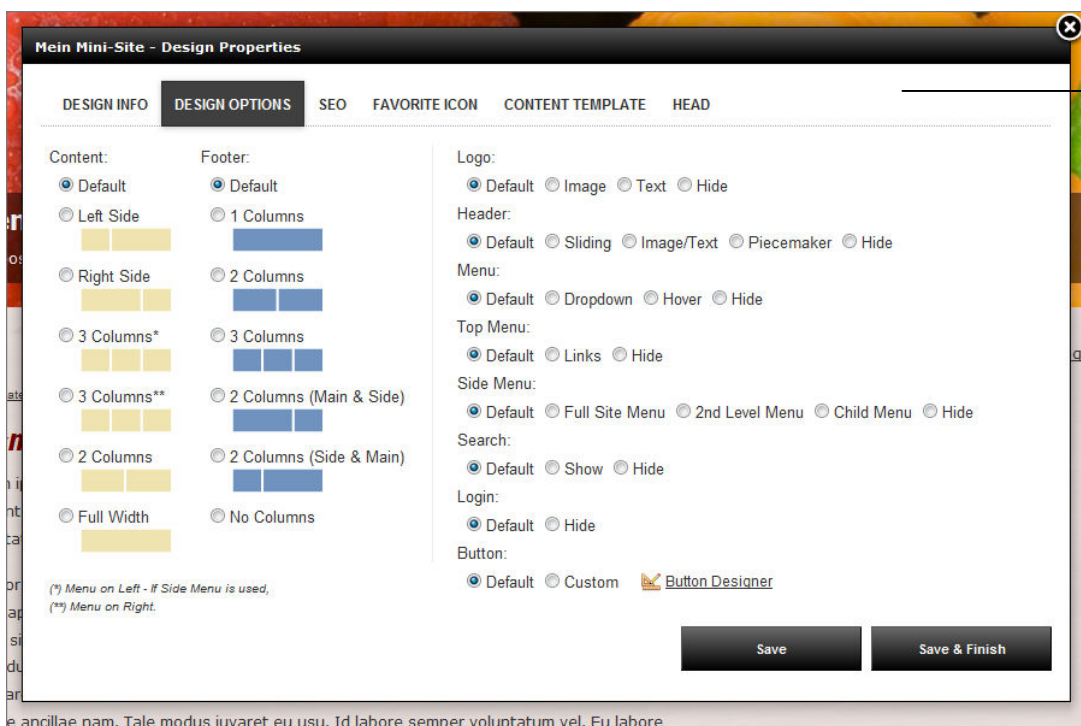 Mein Mini-Site - Design Properties
DESIGN INFO DESIGN OPTIONS SEO FAVORITE ICON CONTENT TEMPLATE HEAD
Content:
Default
Left Side
Right Side
3 Columns*
3 Columns**
2 Columns
Full Width
(*) Menu on Left - If Side Menu is used,
(**) Menu on Right.
Footer:
Default
1 Columns
2 Columns
3 Columns
2 Columns (Main & Side)
2 Columns (Side & Main)
No Columns
Logo:
Default Image Text Hide
Header:
Default Sliding Image/Text Piecemaker Hide
Menu:
Default Dropdown Hover Hide
Top Menu:
Default Links Hide
Side Menu:
Default Full Site Menu 2nd Level Menu Child Menu Hide
Search:
Default Show Hide
Login:
Default Hide
Button:
Default Custom Button Designer
Save Save & Finish
ancillae nam. Tale modus iuvaret eu usu. Id labore semper voluptatum vel. Eu labore